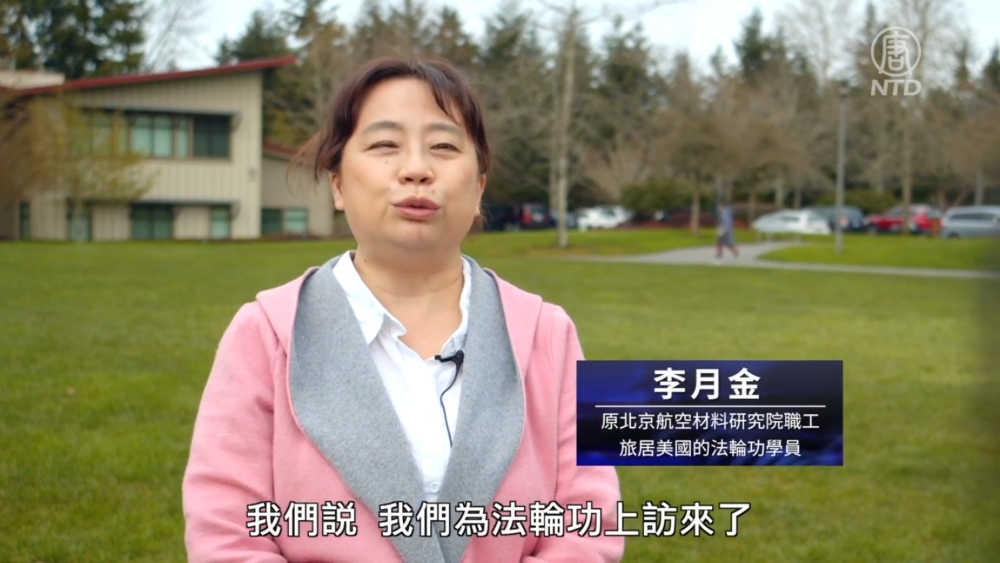 唐
NTD
李月金
原北京航空材料研究院職工
旅居美國的法輪功學員
我們説 我們為法輪功上訪來了